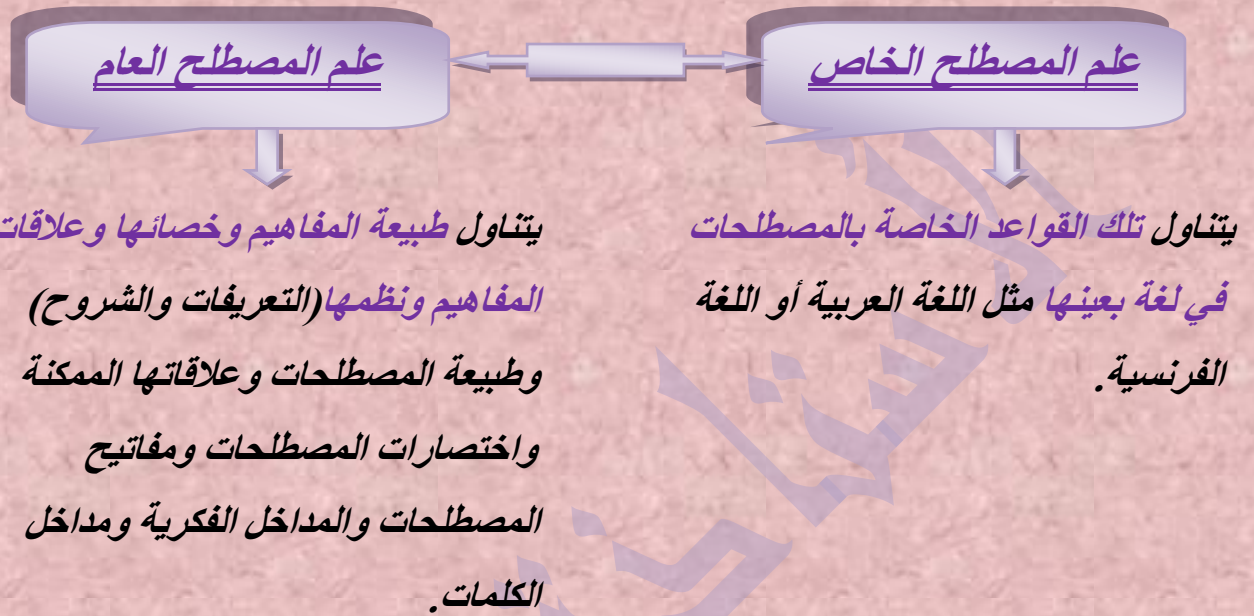 علم المصطلح الخاص
علم المصطلح العام
يتناول تلك القواعد الخاصة بالمصطلحات
في لغة بعينها مثل اللغة العربية أو اللغة
الفرنسية.
يتناول طبيعة المفاهيم وخصائها وعلاقات
المفاهيم ونظمها(التعريفات والشروح)
وطبيعة المصطلحات وعلاقاتها الممكنة
واختصارات المصطلحات ومفاتيح
المصطلحات والمداخل الفكرية ومداخل
الكلمات.